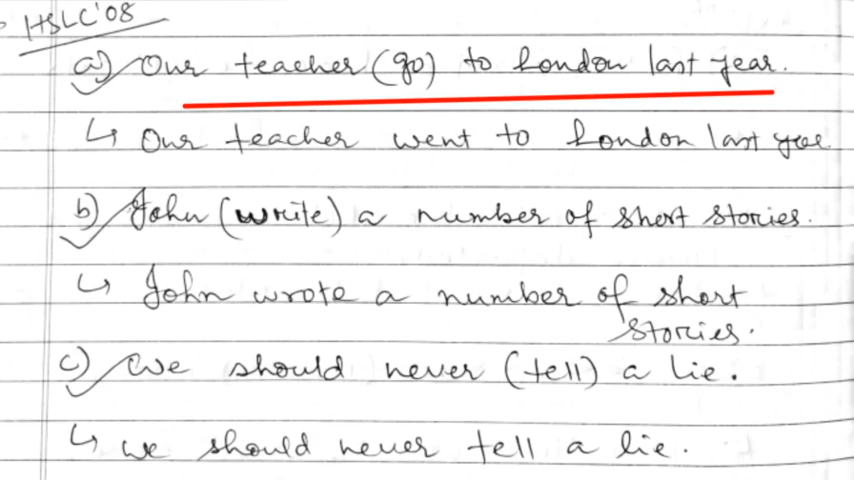 HSLC'08
a) Our teacher (go) to London last year.
↳ Our teacher went to London last year
b) John (write) a number of short stories.
↳ John wrote a number of short
stories.
c) We should never (tell) a lie.
↳ we should never tell a lie.